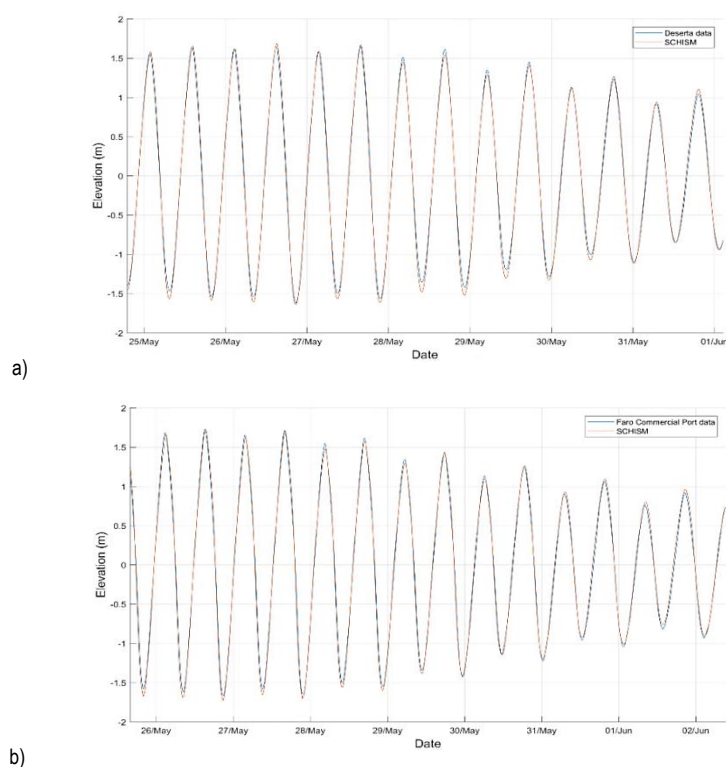 2
1.5
1
0.5
0
-0.5
-1
-1.5
-2
Elevation (m)
Deserta data
SCHISM
25/May 26/May 27/May 28/May 29/May 30/May 31/May 01/Jun
Date
a)
2
1.5
1
0.5
0
-0.5
-1
-1.5
-2
Elevation (m)
Faro Commercial Port data
SCHISM
26/May 27/May 28/May 29/May 30/May 31/May 01/Jun 02/Jun
Date
b)